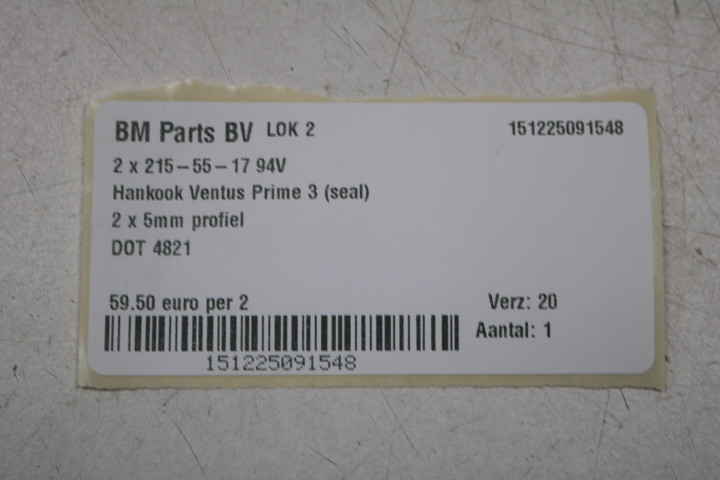 BM Parts BV LOK 2 151225091548
2 x 215-55-17 94V
Hankook Ventus Prime 3 (seal)
2 x 5mm profiel
DOT 4821
59.50 euro per 2 Verz: 20
Aantal: 1
151225091548